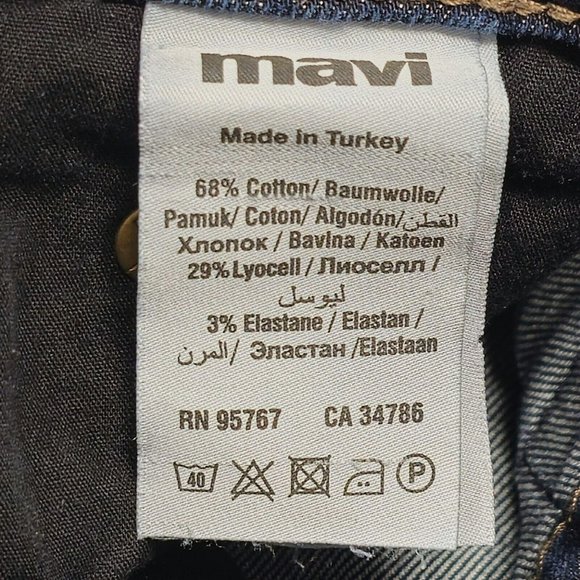 mavi
Made in Turkey
68% Cotton/ Baumwolle/
Pamuk/ Coton/ Algodón/القطن/
Хлопок / Bavlna / Katoen
29% Lyocell / Лиоселл /
ليوسل
3% Elastane / Elastan /
المرن/ Эластан /Elastaan
RN 95767 CA 34786
40 P